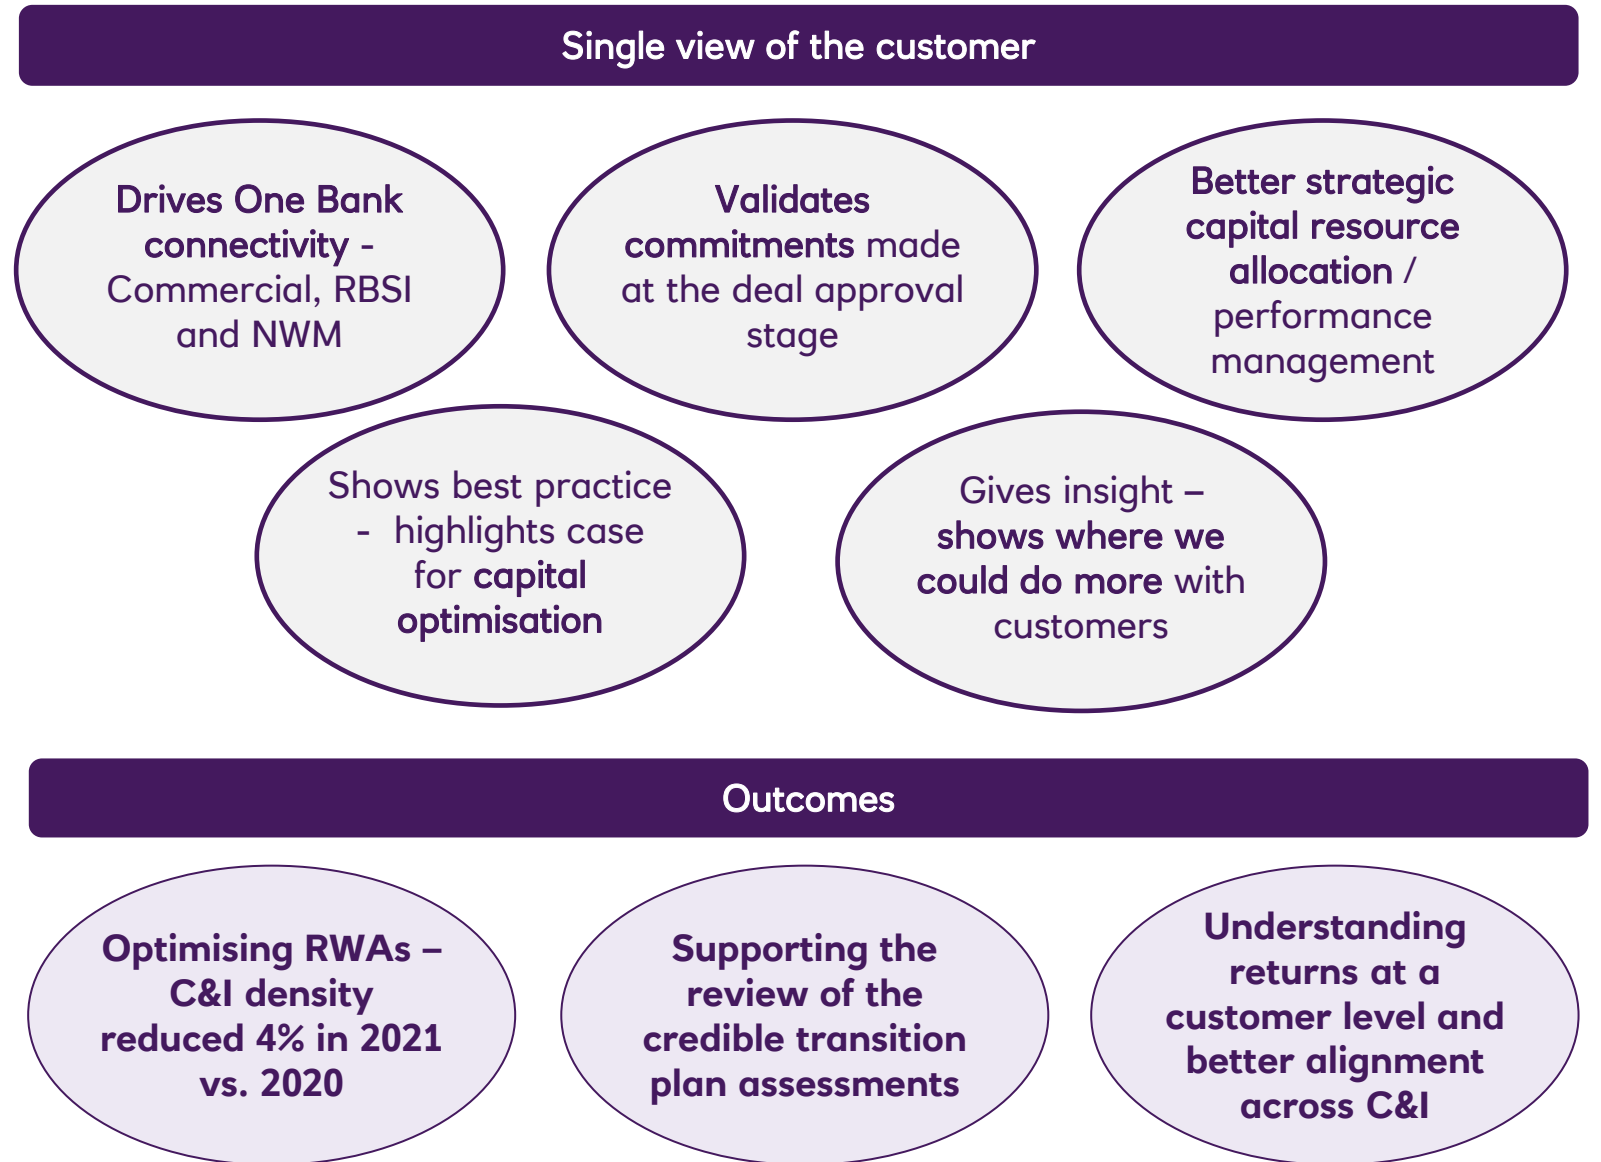 Single view of the customer
Drives One Bank
connectivity -
Commercial, RBSI
and NWM
Validates
commitments made
at the deal approval
stage
Better strategic
capital resource
allocation /
performance
management
Shows best practice
- highlights case
for capital
optimisation
Gives insight –
shows where we
could do more with
customers
Outcomes
Optimising RWAs –
C&I density
reduced 4% in 2021
vs. 2020
Supporting the
review of the
credible transition
plan assessments
Understanding
returns at a
customer level and
better alignment
across C&I